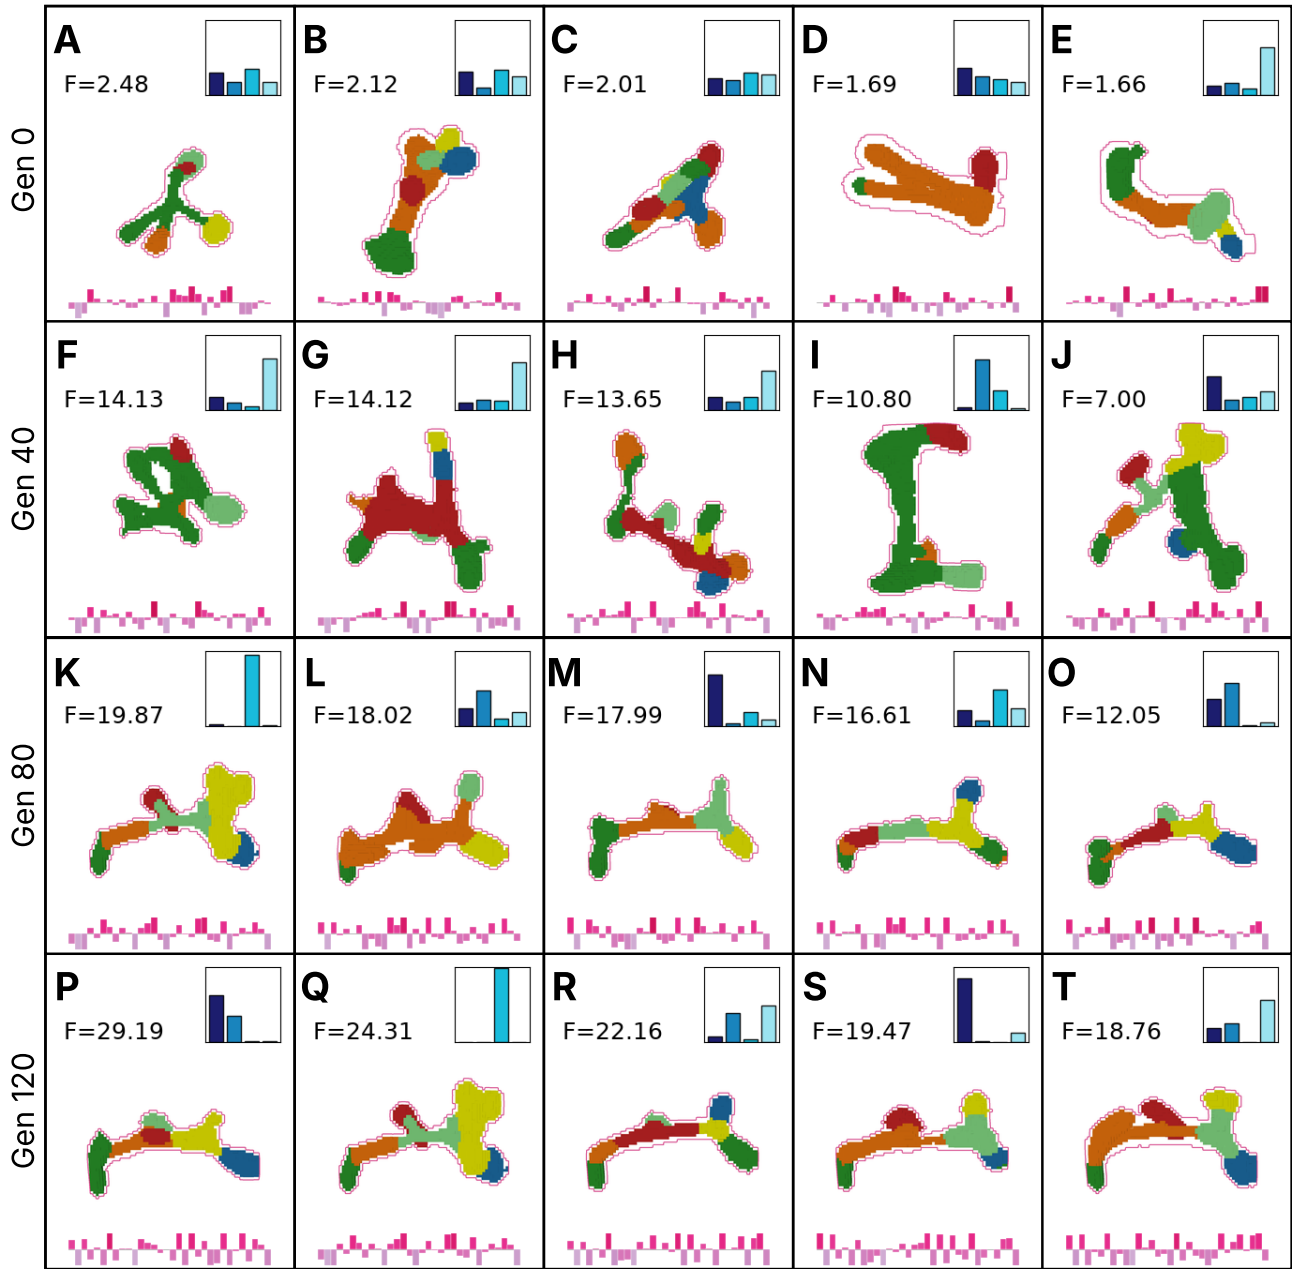 A B C D E
F=2.48 F=2.12 F=2.01 F=1.69 F=1.66
Gen 0
F G H I J
F=14.13 F=14.12 F=13.65 F=10.80 F=7.00
Gen 40
K L M N O
F=19.87 F=18.02 F=17.99 F=16.61 F=12.05
Gen 80
P Q R S T
F=29.19 F=24.31 F=22.16 F=19.47 F=18.76
Gen 120